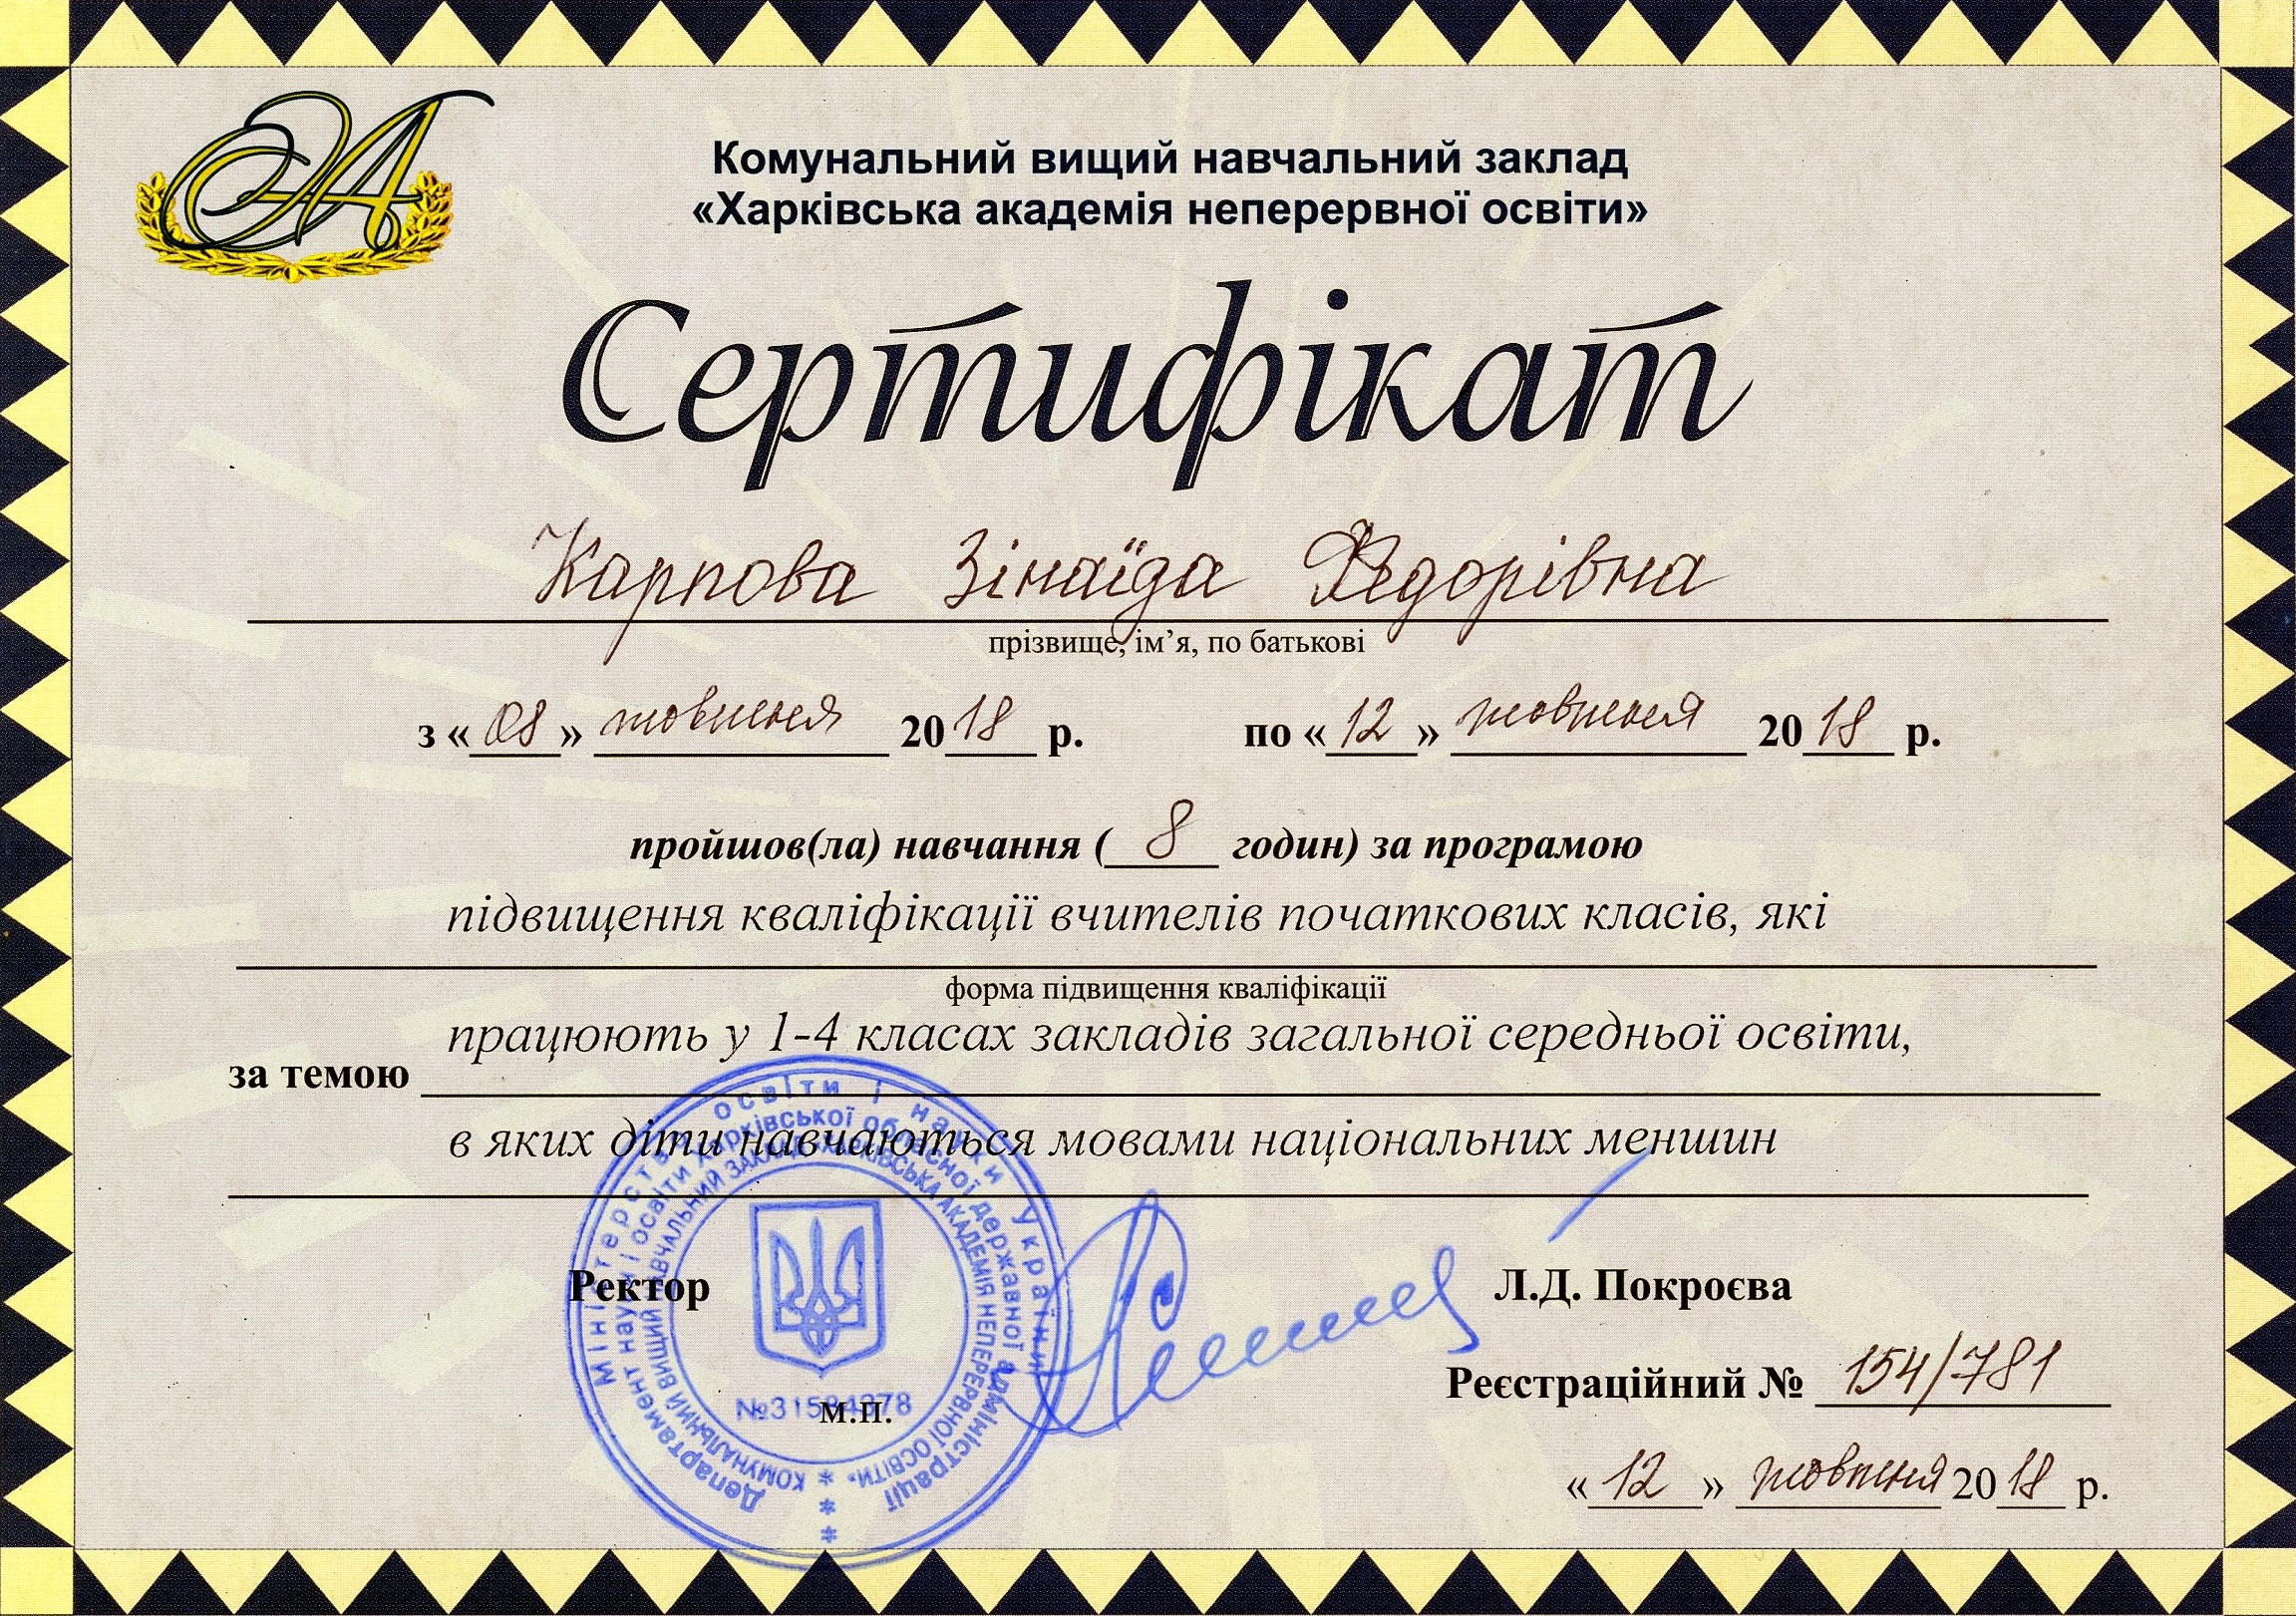 Комунальний вищий навчальний заклад
«Харківська академія неперервної освіти»
Сертифікат
Карпова Зінаїда Федорівна
прізвище, ім’я, по батькові
з «08» жовтня 2018 р. по «12» жовтня 2018 р.
пройшов(ла) навчання ( 8 годин) за програмою
підвищення кваліфікації вчителів початкових класів, які
форма підвищення кваліфікації
працюють у 1-4 класах закладів загальної середньої освіти,
за темою
в яких діти навчаються мовами національних меншин
Ректор
Л.Д. Покроєва
Міністерство освіти і науки України
Департамент науки і освіти Харківської обласної державної адміністрації
КОМУНАЛЬНИЙ ВИЩИЙ НАВЧАЛЬНИЙ ЗАКЛАД «ХАРКІВСЬКА АКАДЕМІЯ НЕПЕРЕРВНОЇ ОСВІТИ»
М.П.
Реєстраційний № 154/781
«12» жовтня 2018 р.